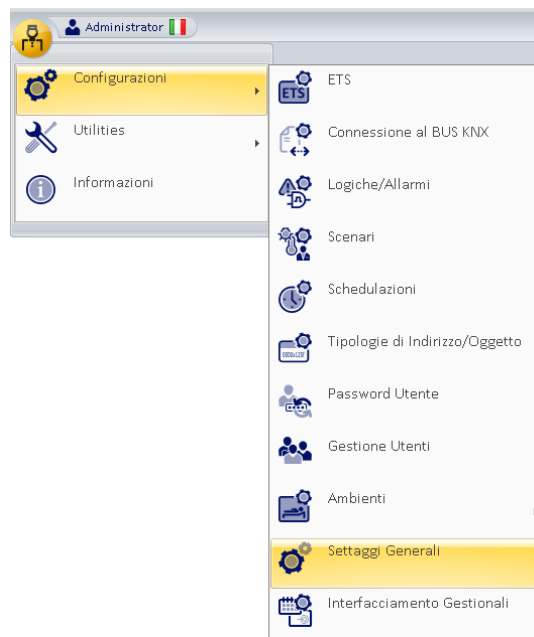 Administrator
Configurazioni
Utilities
Informazioni
ETS
ETS
Connessione al BUS KNX
Logiche/Allarmi
Scenari
Schedulazioni
Tipologie di Indirizzo/Oggetto
Password Utente
Gestione Utenti
Ambienti
Settaggi Generali
Interfacciamento Gestionali